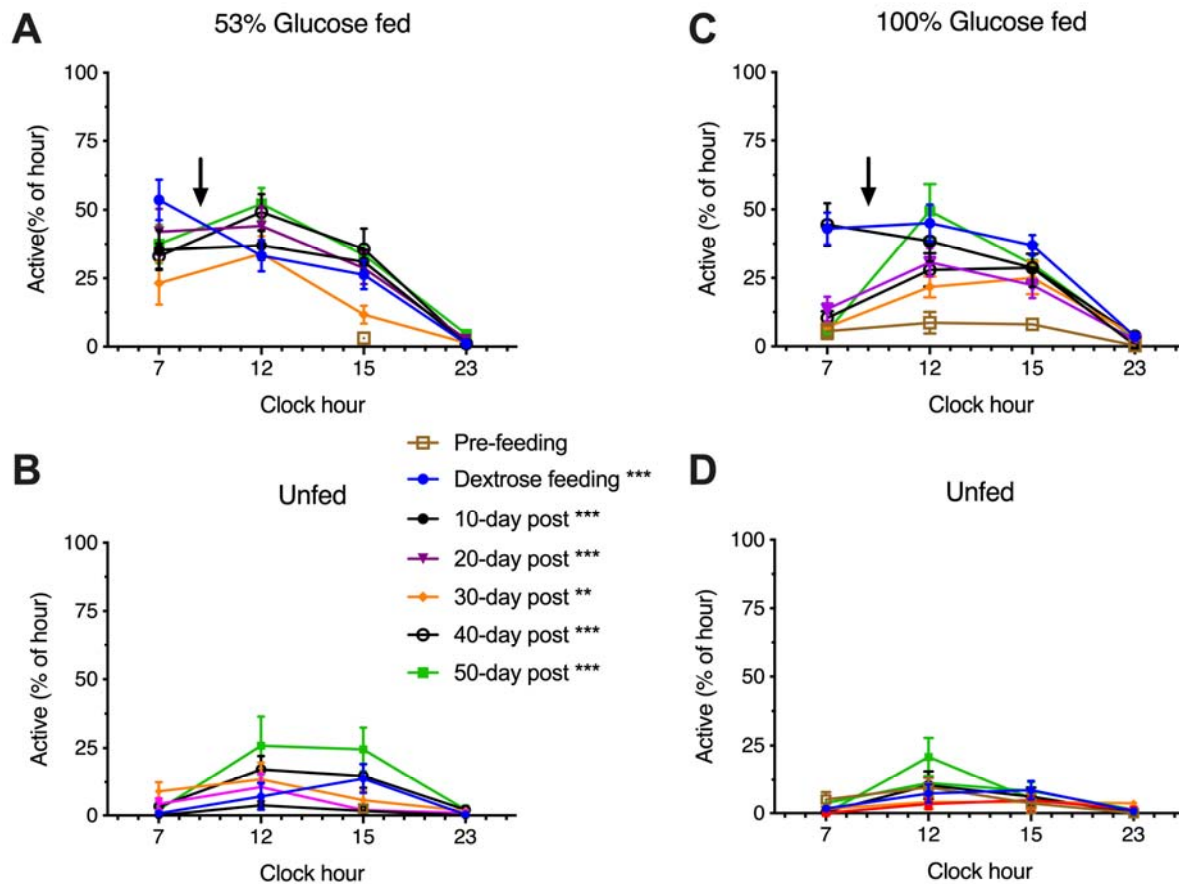 A
53% Glucose fed
100
75
50
25
0
Active(% of hour)
7 12 15 23
Clock hour
C
100% Glucose fed
100
75
50
25
0
Active (% of hour)
7 12 15 23
Clock hour
Pre-feeding
Dextrose feeding ***
10-day post ***
20-day post ***
30-day post **
40-day post ***
50-day post ***
B
Unfed
100
75
50
25
0
Active (% of hour)
7 12 15 23
Clock hour
D
Unfed
100
75
50
25
0
Active (% of hour)
7 12 15 23
Clock hour